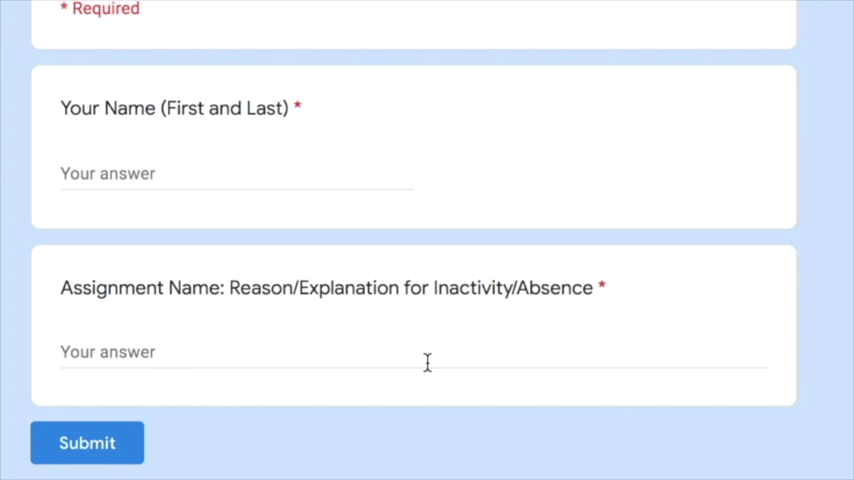 * Required
Your Name (First and Last) *
Your answer
Assignment Name: Reason/Explanation for Inactivity/Absence *
Your answer
Submit